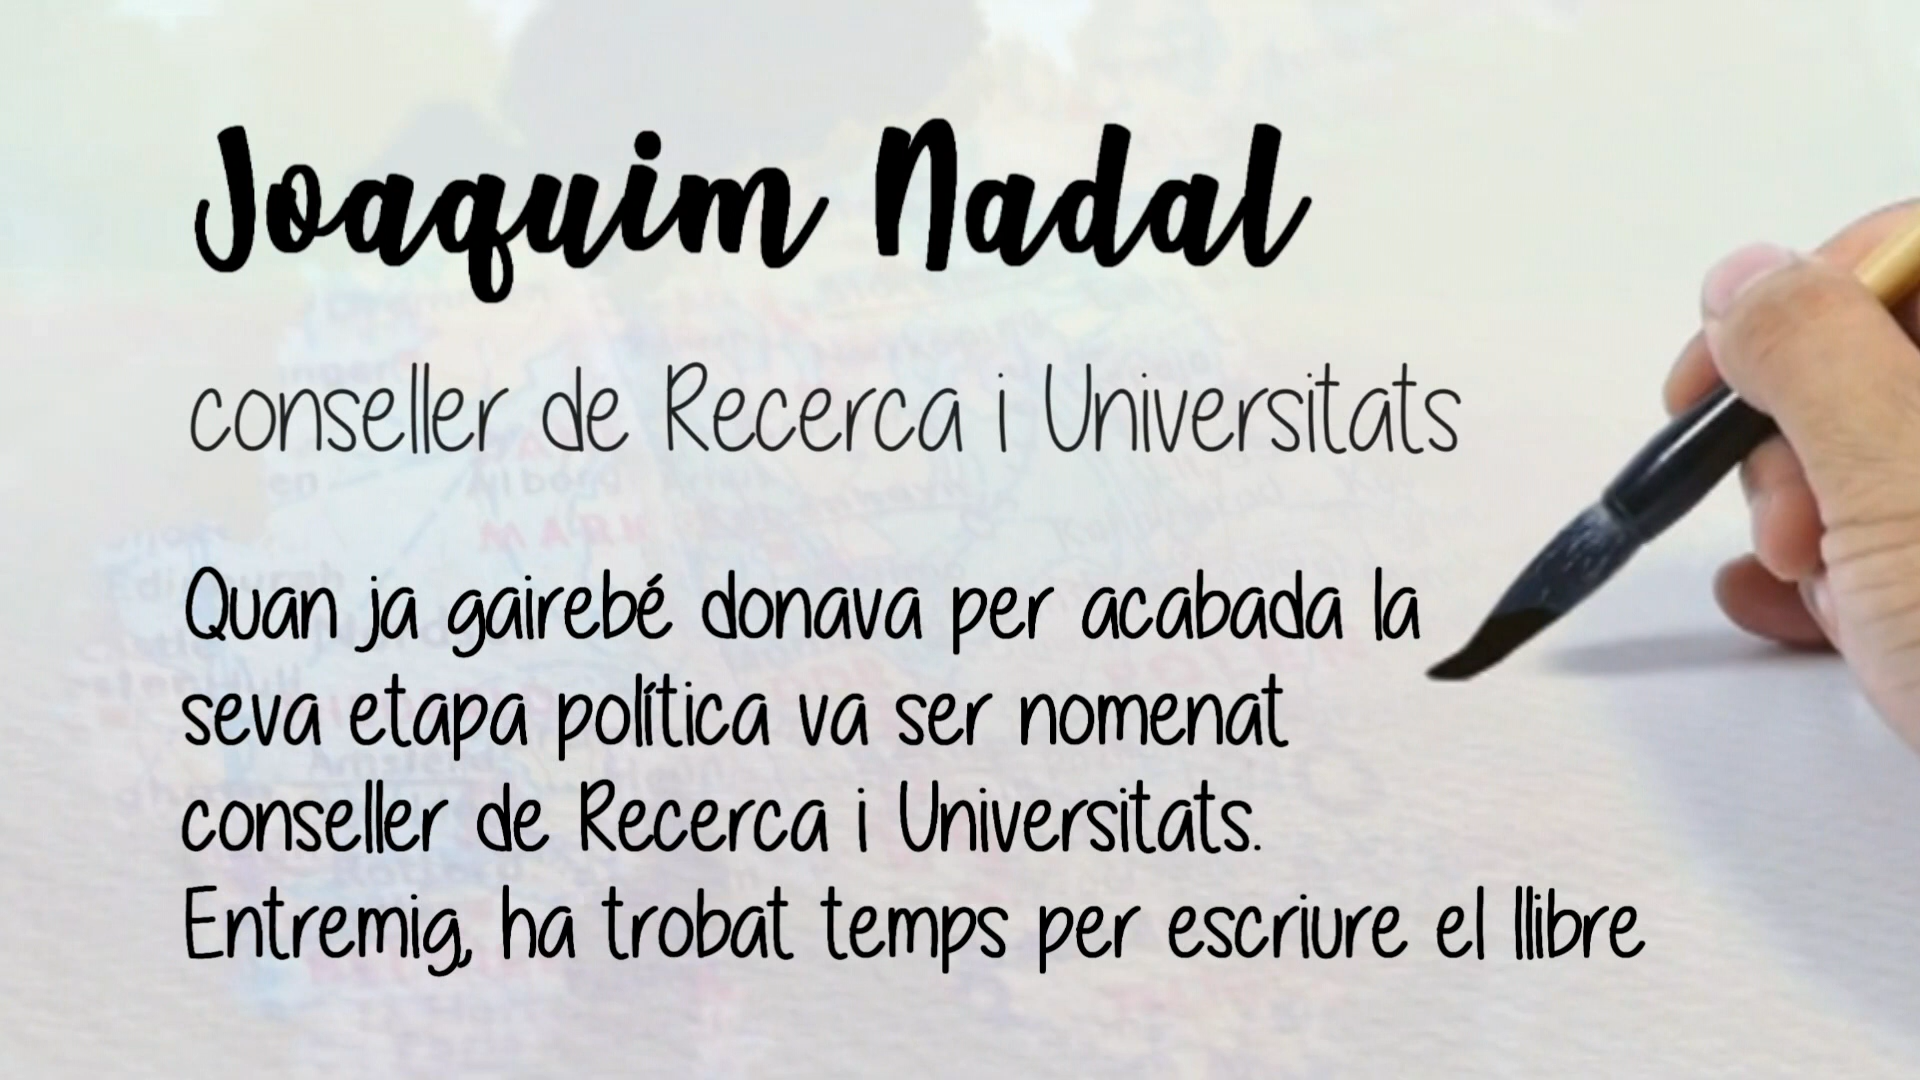 Joaquim Nadal
conseller de Recerca i Universitats
Quan ja gairebé donava per acabada la
seva etapa política va ser nomenat
conseller de Recerca i Universitats.
Entremig, ha trobat temps per escriure el llibre